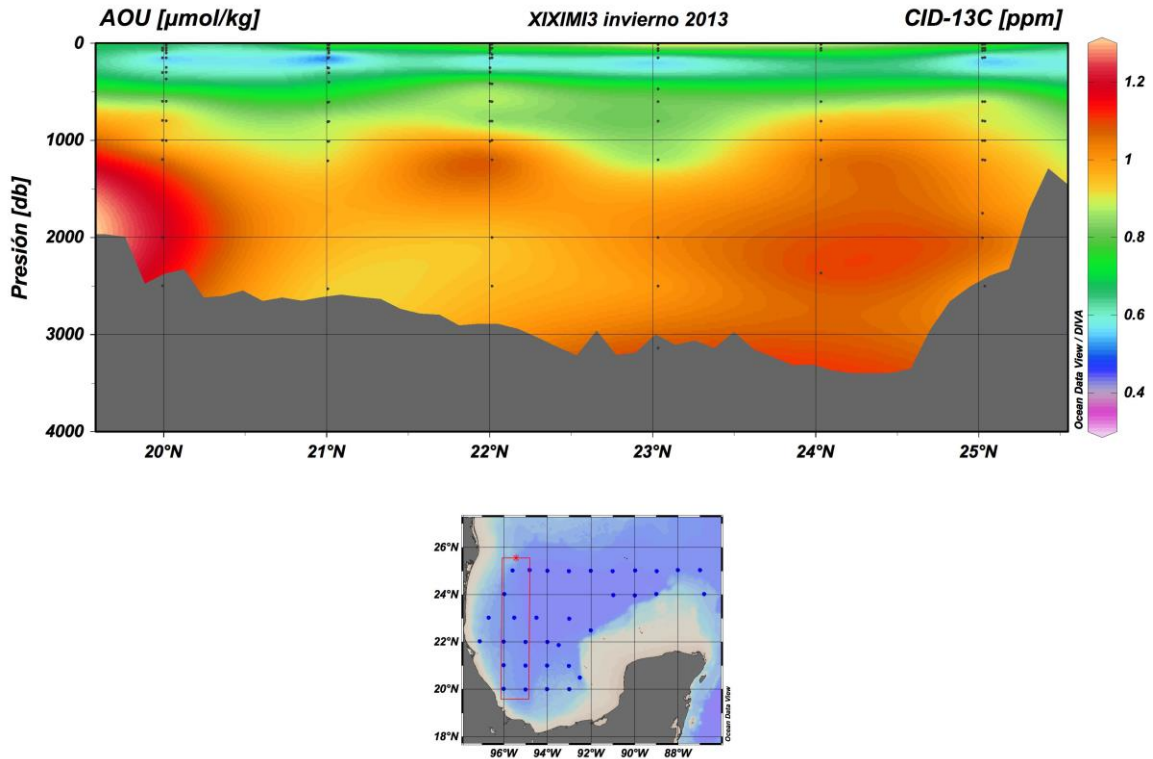 AOU [µmol/kg] XIXIMI3 invierno 2013 CID-13C [ppm]
0
1000
2000
3000
4000
Presión [db]
20°N 21°N 22°N 23°N 24°N 25°N
1.2
1
0.8
0.6
0.4
Ocean Data View / DIVA
26°N
24°N
22°N
20°N
18°N
96°W 94°W 92°W 90°W 88°W
Ocean Data View